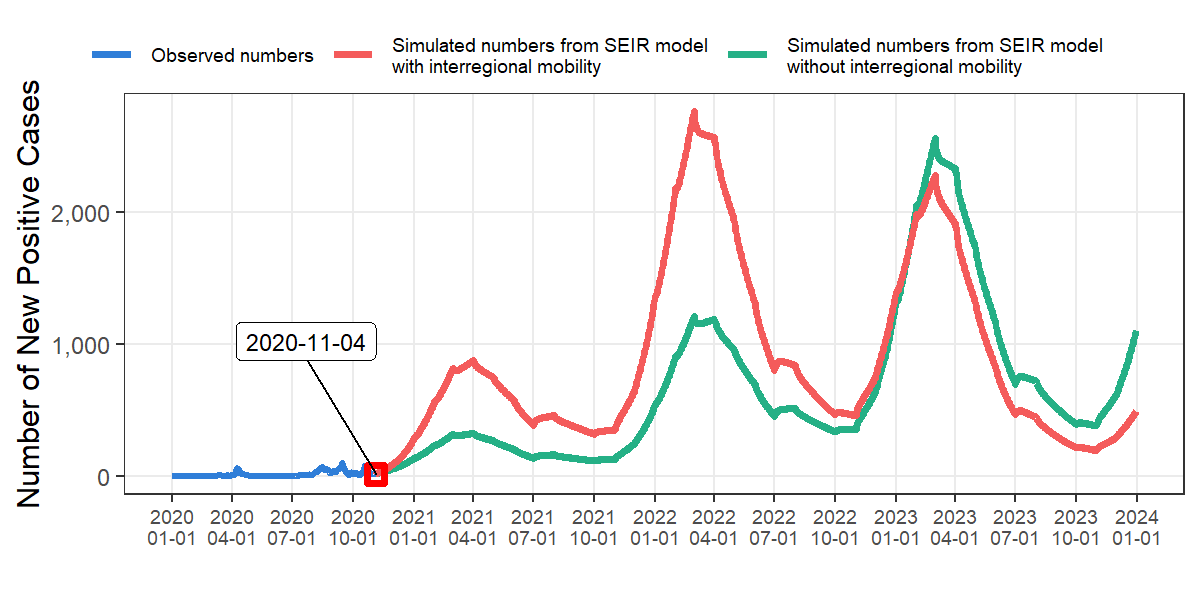 Observed numbers
Simulated numbers from SEIR model
with interregional mobility
Simulated numbers from SEIR model
without interregional mobility
Number of New Positive Cases
2,000
1,000
0
2020-11-04
2020 2020 2020 2020 2021 2021 2021 2021 2022 2022 2022 2022 2023 2023 2023 2023 2024
01-01 04-01 07-01 10-01 01-01 04-01 07-01 10-01 01-01 04-01 07-01 10-01 01-01 04-01 07-01 10-01 01-01